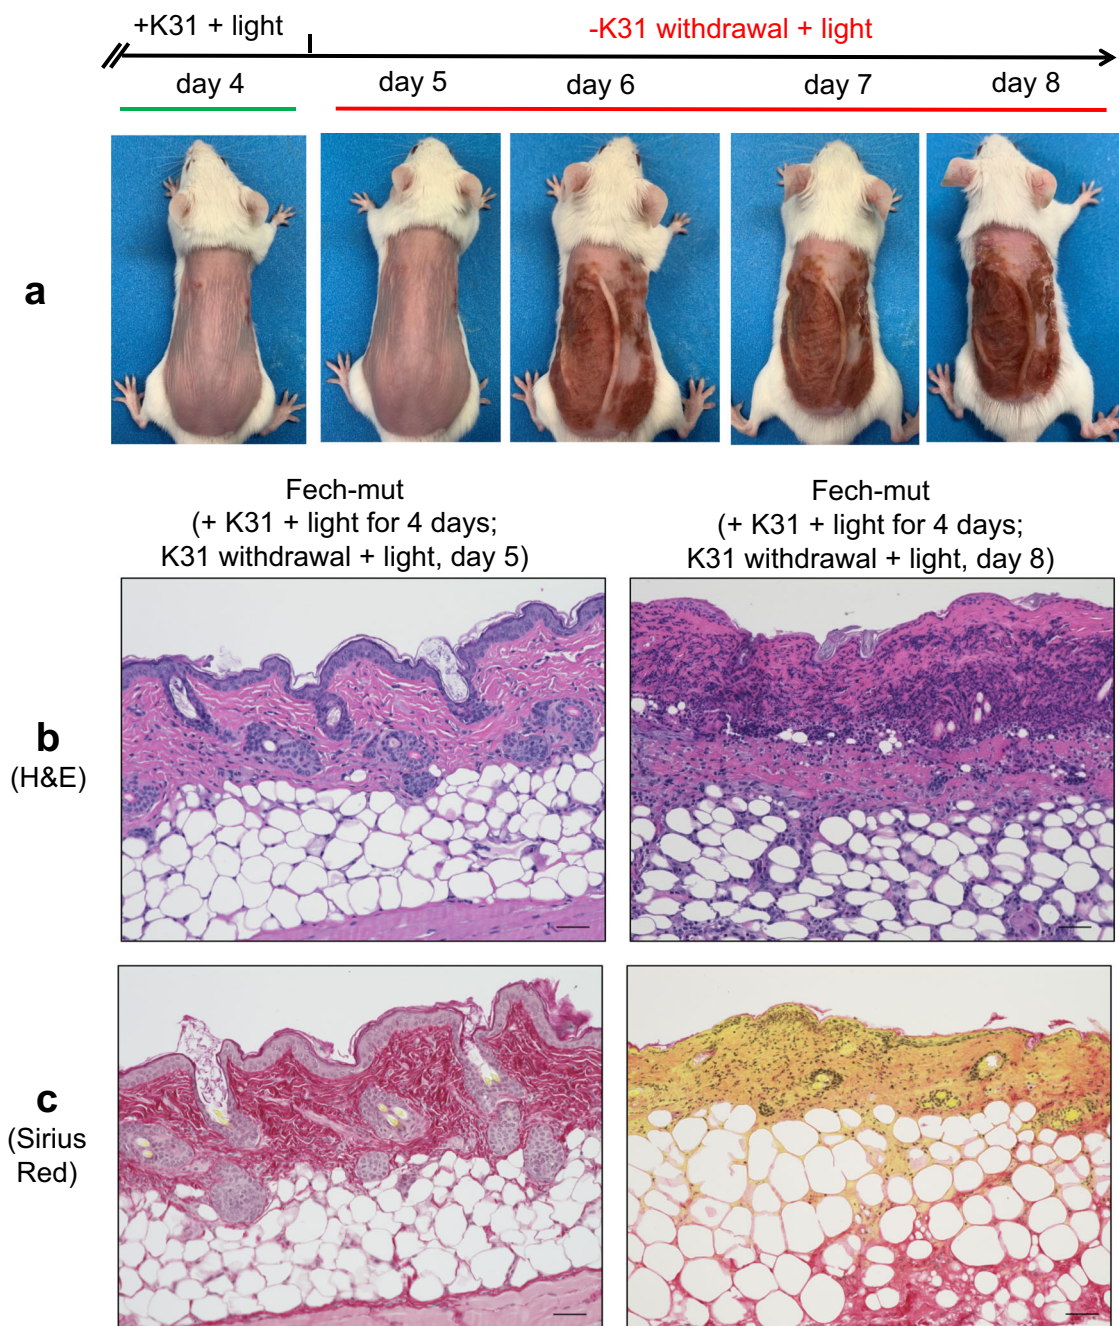 +K31 + light
-K31 withdrawal + light
day 4
day 5
day 6
day 7
day 8
a
Fech-mut
(+ K31 + light for 4 days;
K31 withdrawal + light, day 5)
Fech-mut
(+ K31 + light for 4 days;
K31 withdrawal + light, day 8)
b
(H&E)
c
(Sirius
Red)